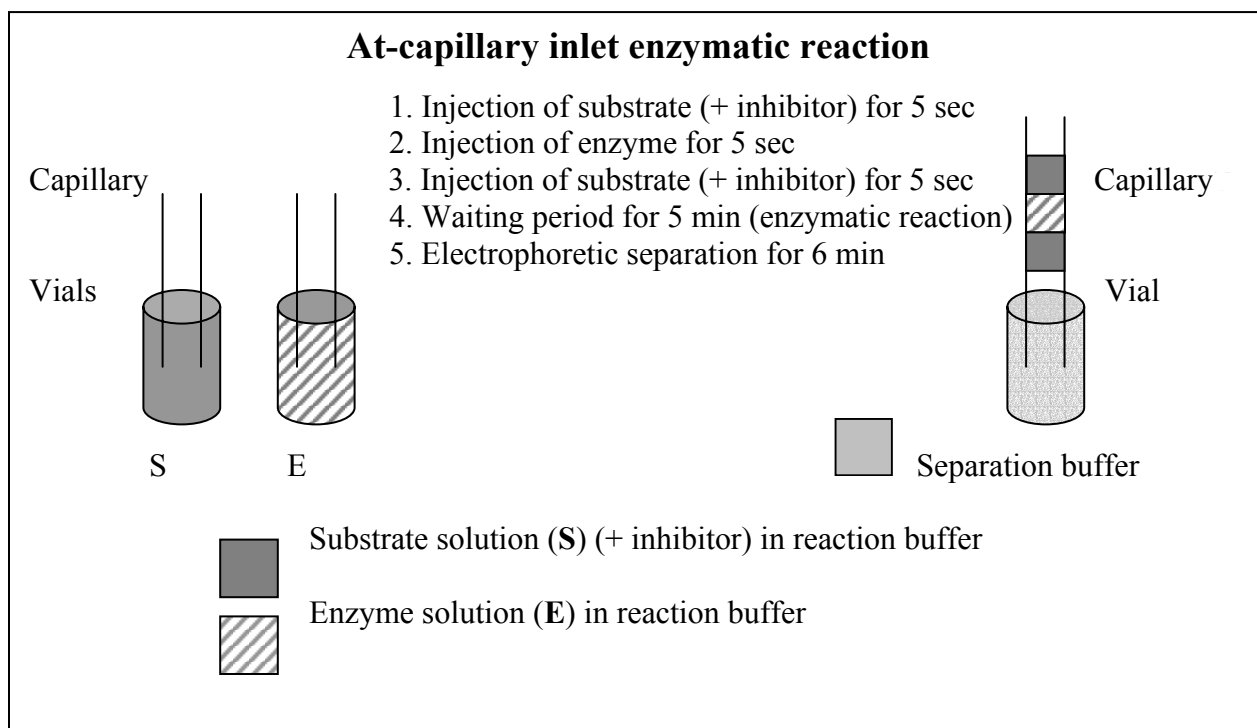 At-capillary inlet enzymatic reaction
1. Injection of substrate (+ inhibitor) for 5 sec
2. Injection of enzyme for 5 sec
3. Injection of substrate (+ inhibitor) for 5 sec
4. Waiting period for 5 min (enzymatic reaction)
5. Electrophoretic separation for 6 min
Capillary
Vials
S
E
Capillary
Vial
Separation buffer
Substrate solution (S) (+ inhibitor) in reaction buffer
Enzyme solution (E) in reaction buffer